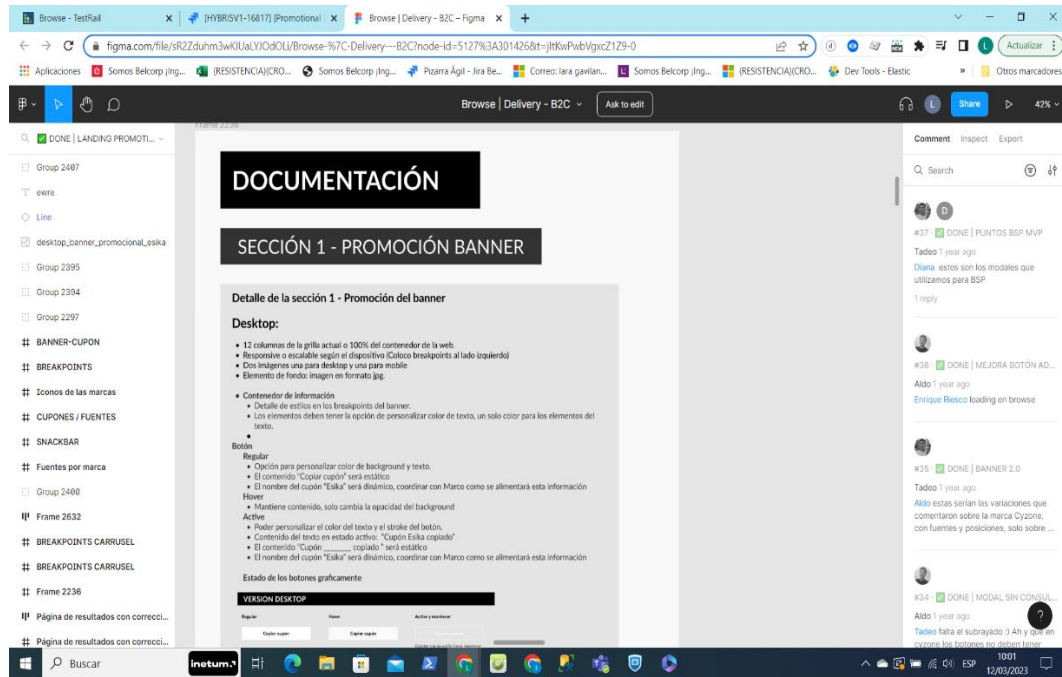 Browse - TestRail
[HYBRISV1-16817] [Promotional
Browse | Delivery - B2C – Figma
figma.com/file/sR2Zduhm3wKIUaLYJOdOLi/Browse-%7C-Delivery---B2C?node-id=5127%3A301426&t=jItKwPwbVgxcZ1Z9-0
Actualizar
Aplicaciones
Somos Belcorp ¡Ing...
(RESISTENCIA)(CRO...
Somos Belcorp ¡Ing...
Pizarra Ágil - Jira Be...
Correo: lara gavilan...
Somos Belcorp ¡Ing...
(RESISTENCIA)(CRO...
Dev Tools - Elastic
»
Otros marcadores
Browse | Delivery - B2C
Ask to edit
L
Share
42%
DONE | LANDING PROMOTI...
Group 2407
ewre
Line
desktop_banner_promocional_esika
Group 2395
Group 2394
Group 2297
BANNER-CUPON
BREAKPOINTS
Iconos de las marcas
CUPONES / FUENTES
SNACKBAR
Fuentes por marca
Group 2400
Frame 2632
BREAKPOINTS CARRUSEL
BREAKPOINTS CARRUSEL
Frame 2236
Página de resultados con correcci...
Página de resultados con correcci...
Frame 2236
DOCUMENTACIÓN
SECCIÓN 1 - PROMOCIÓN BANNER
Detalle de la sección 1 - Promoción del banner
Desktop:
• 12 columnas de la grilla actual o 100% del contenedor de la web.
• Responsive o escalable según el dispositivo (Coloco breakpoints al lado izquierdo)
• Dos imágenes una para desktop y una para mobile
• Elemento de fondo: imagen en formato jpg.
• Contenedor de información
• Detalle de estilos en los breakpoints del banner.
• Los elementos deben tener la opción de personalizar color de texto, un solo color para los elementos del
texto.
•
Botón
Regular
• Opción para personalizar color de background y texto.
• El contenido "Copiar cupón" será estático
• El nombre del cupón "Esika" será dinámico, coordinar con Marco como se alimentará esta información
Hover
• Mantiene contenido, solo cambia la opacidad del background
Active
• Poder personalizar el color del texto y el stroke del botón.
• Contenido del texto en estado activo: "Cupón Esika copiado"
• El contenido "Cupón ________ copiado " será estático
• El nombre del cupón "Esika" será dinámico, coordinar con Marco como se alimentará esta información
Estado de los botones graficamente
VERSION DESKTOP
Regular
Hover
Active y mantener
Copiar cupón
Copiar cupón
Comment
Inspect
Export
Search
D
#37 · DONE | PUNTOS BSP MVP
Tadeo 1 year ago
Diana estos son los modales que
utilizamos para BSP
1 reply
#36 · DONE | MEJORA BOTÓN AD...
Aldo 1 year ago
Enrique Riesco loading en browse
#35 · DONE | BANNER 2.0
Tadeo 1 year ago
Aldo estas serían las variaciones que
comentaron sobre la marca Cyzone,
con fuentes y posiciones, solo sobre ...
#34 · DONE | MODAL SIN CONSUL...
Aldo 1 year ago
Tadeo falta el subrayado :) Ah y que en
cyzone los botones no deben tener
?
Buscar
inetum.
ESP
10:01
12/03/2023